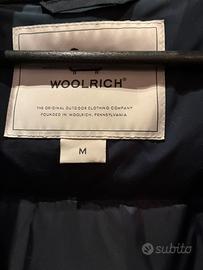 WOOLRICH®
THE ORIGINAL OUTDOOR CLOTHING COMPANY
FOUNDED IN WOOLRICH, PENNSYLVANIA
M
subito